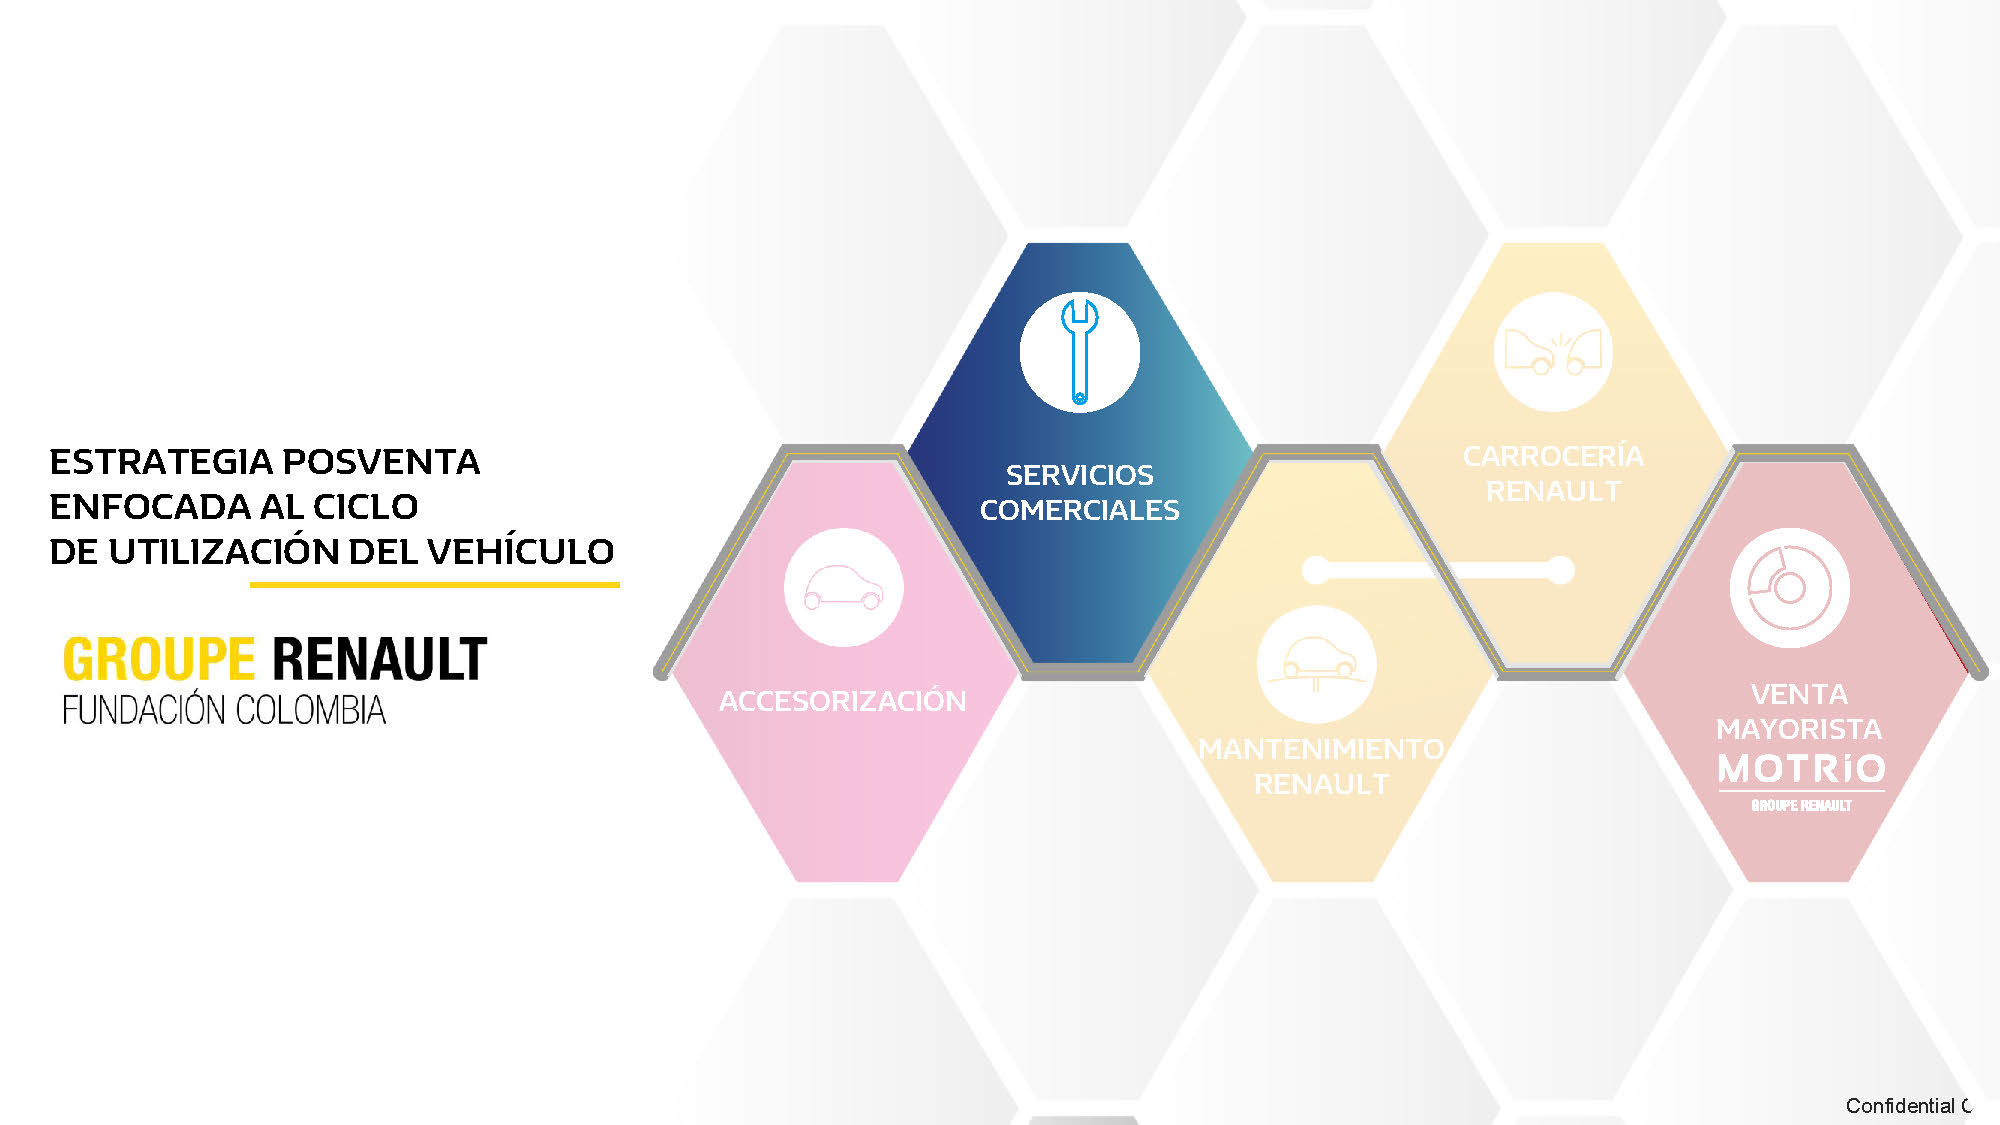 ESTRATEGIA POSVENTA
ENFOCADA AL CICLO
DE UTILIZACIÓN DEL VEHÍCULO
GROUPE RENAULT
FUNDACIÓN COLOMBIA
ACCESORIZACIÓN
SERVICIOS
COMERCIALES
MANTENIMIENTO
RENAULT
CARROCERÍA
RENAULT
VENTA
MAYORISTA
MOTRiO
GROUPE RENAULT
Confidential C